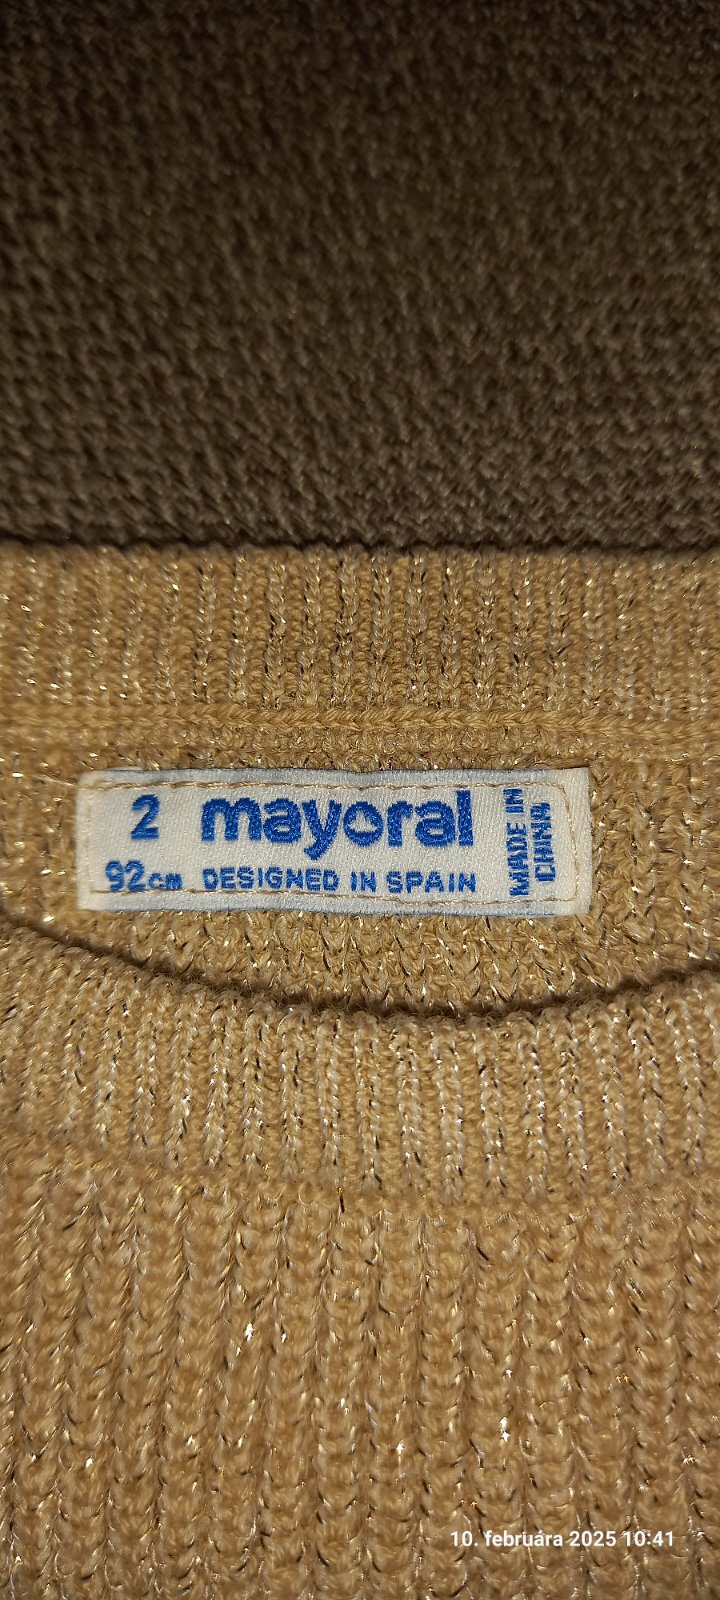 2 mayoral
92cm DESIGNED IN SPAIN
MADE IN
CHINA
10. februára 2025 10:41